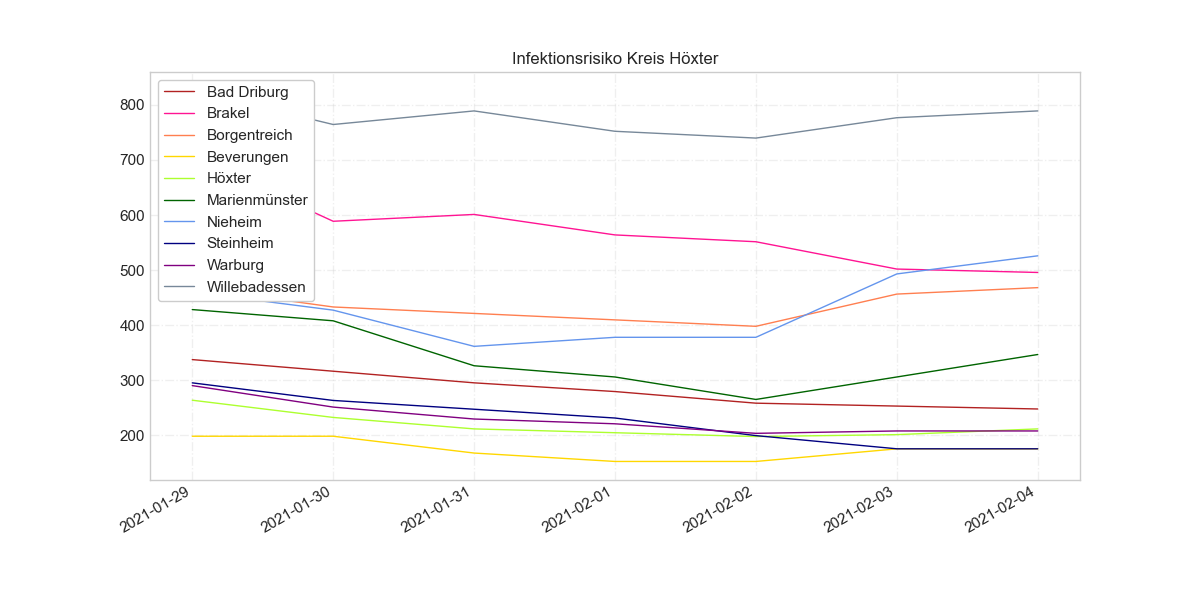 Infektionsrisiko Kreis Höxter
Bad Driburg
Brakel
Borgentreich
Beverungen
Höxter
Marienmünster
Nieheim
Steinheim
Warburg
Willebadessen
800
700
600
500
400
300
200
2021-01-29
2021-01-30
2021-01-31
2021-02-01
2021-02-02
2021-02-03
2021-02-04